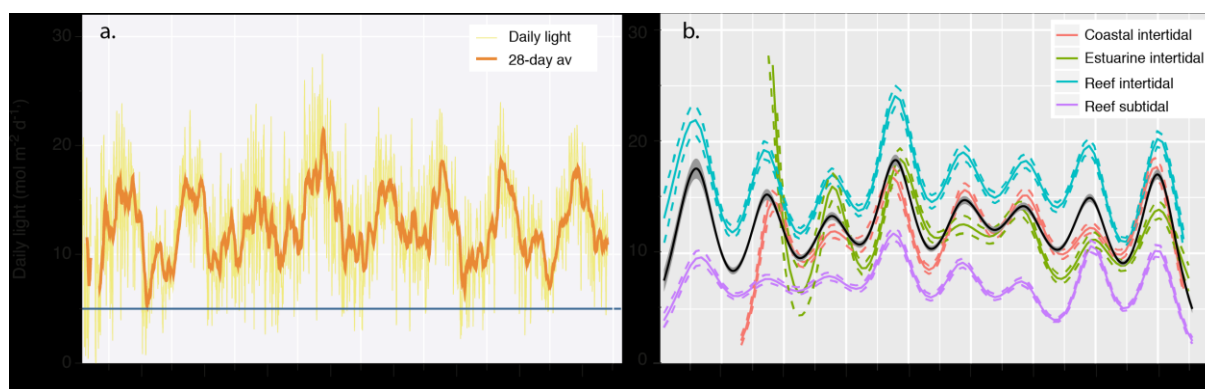 a.
Daily light
28-day av
30
20
10
0
Daily light (mol m⁻² d⁻¹)
b.
Coastal intertidal
Estuarine intertidal
Reef intertidal
Reef subtidal
30
20
10
0